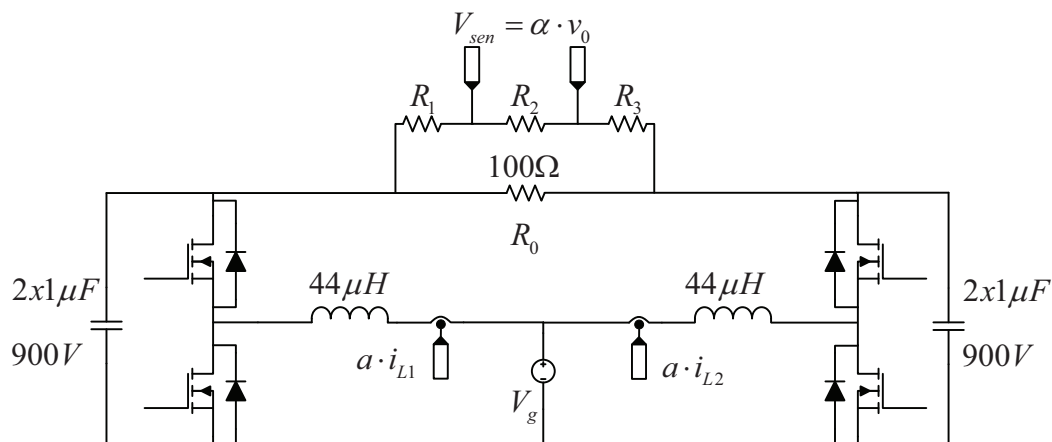 V_sen = α · v_0
R_1
R_2
R_3
100Ω
R_0
2x1μF
900V
44μH
44μH
2x1μF
900V
a · i_L1
V_g
a · i_L2